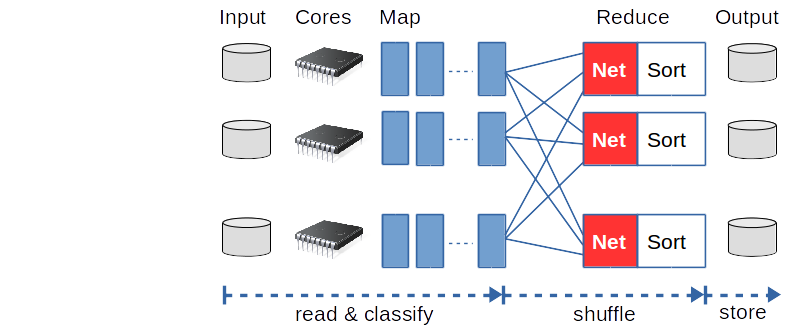 Input Cores Map Reduce Output
Net Sort
Net Sort
Net Sort
read & classify shuffle store